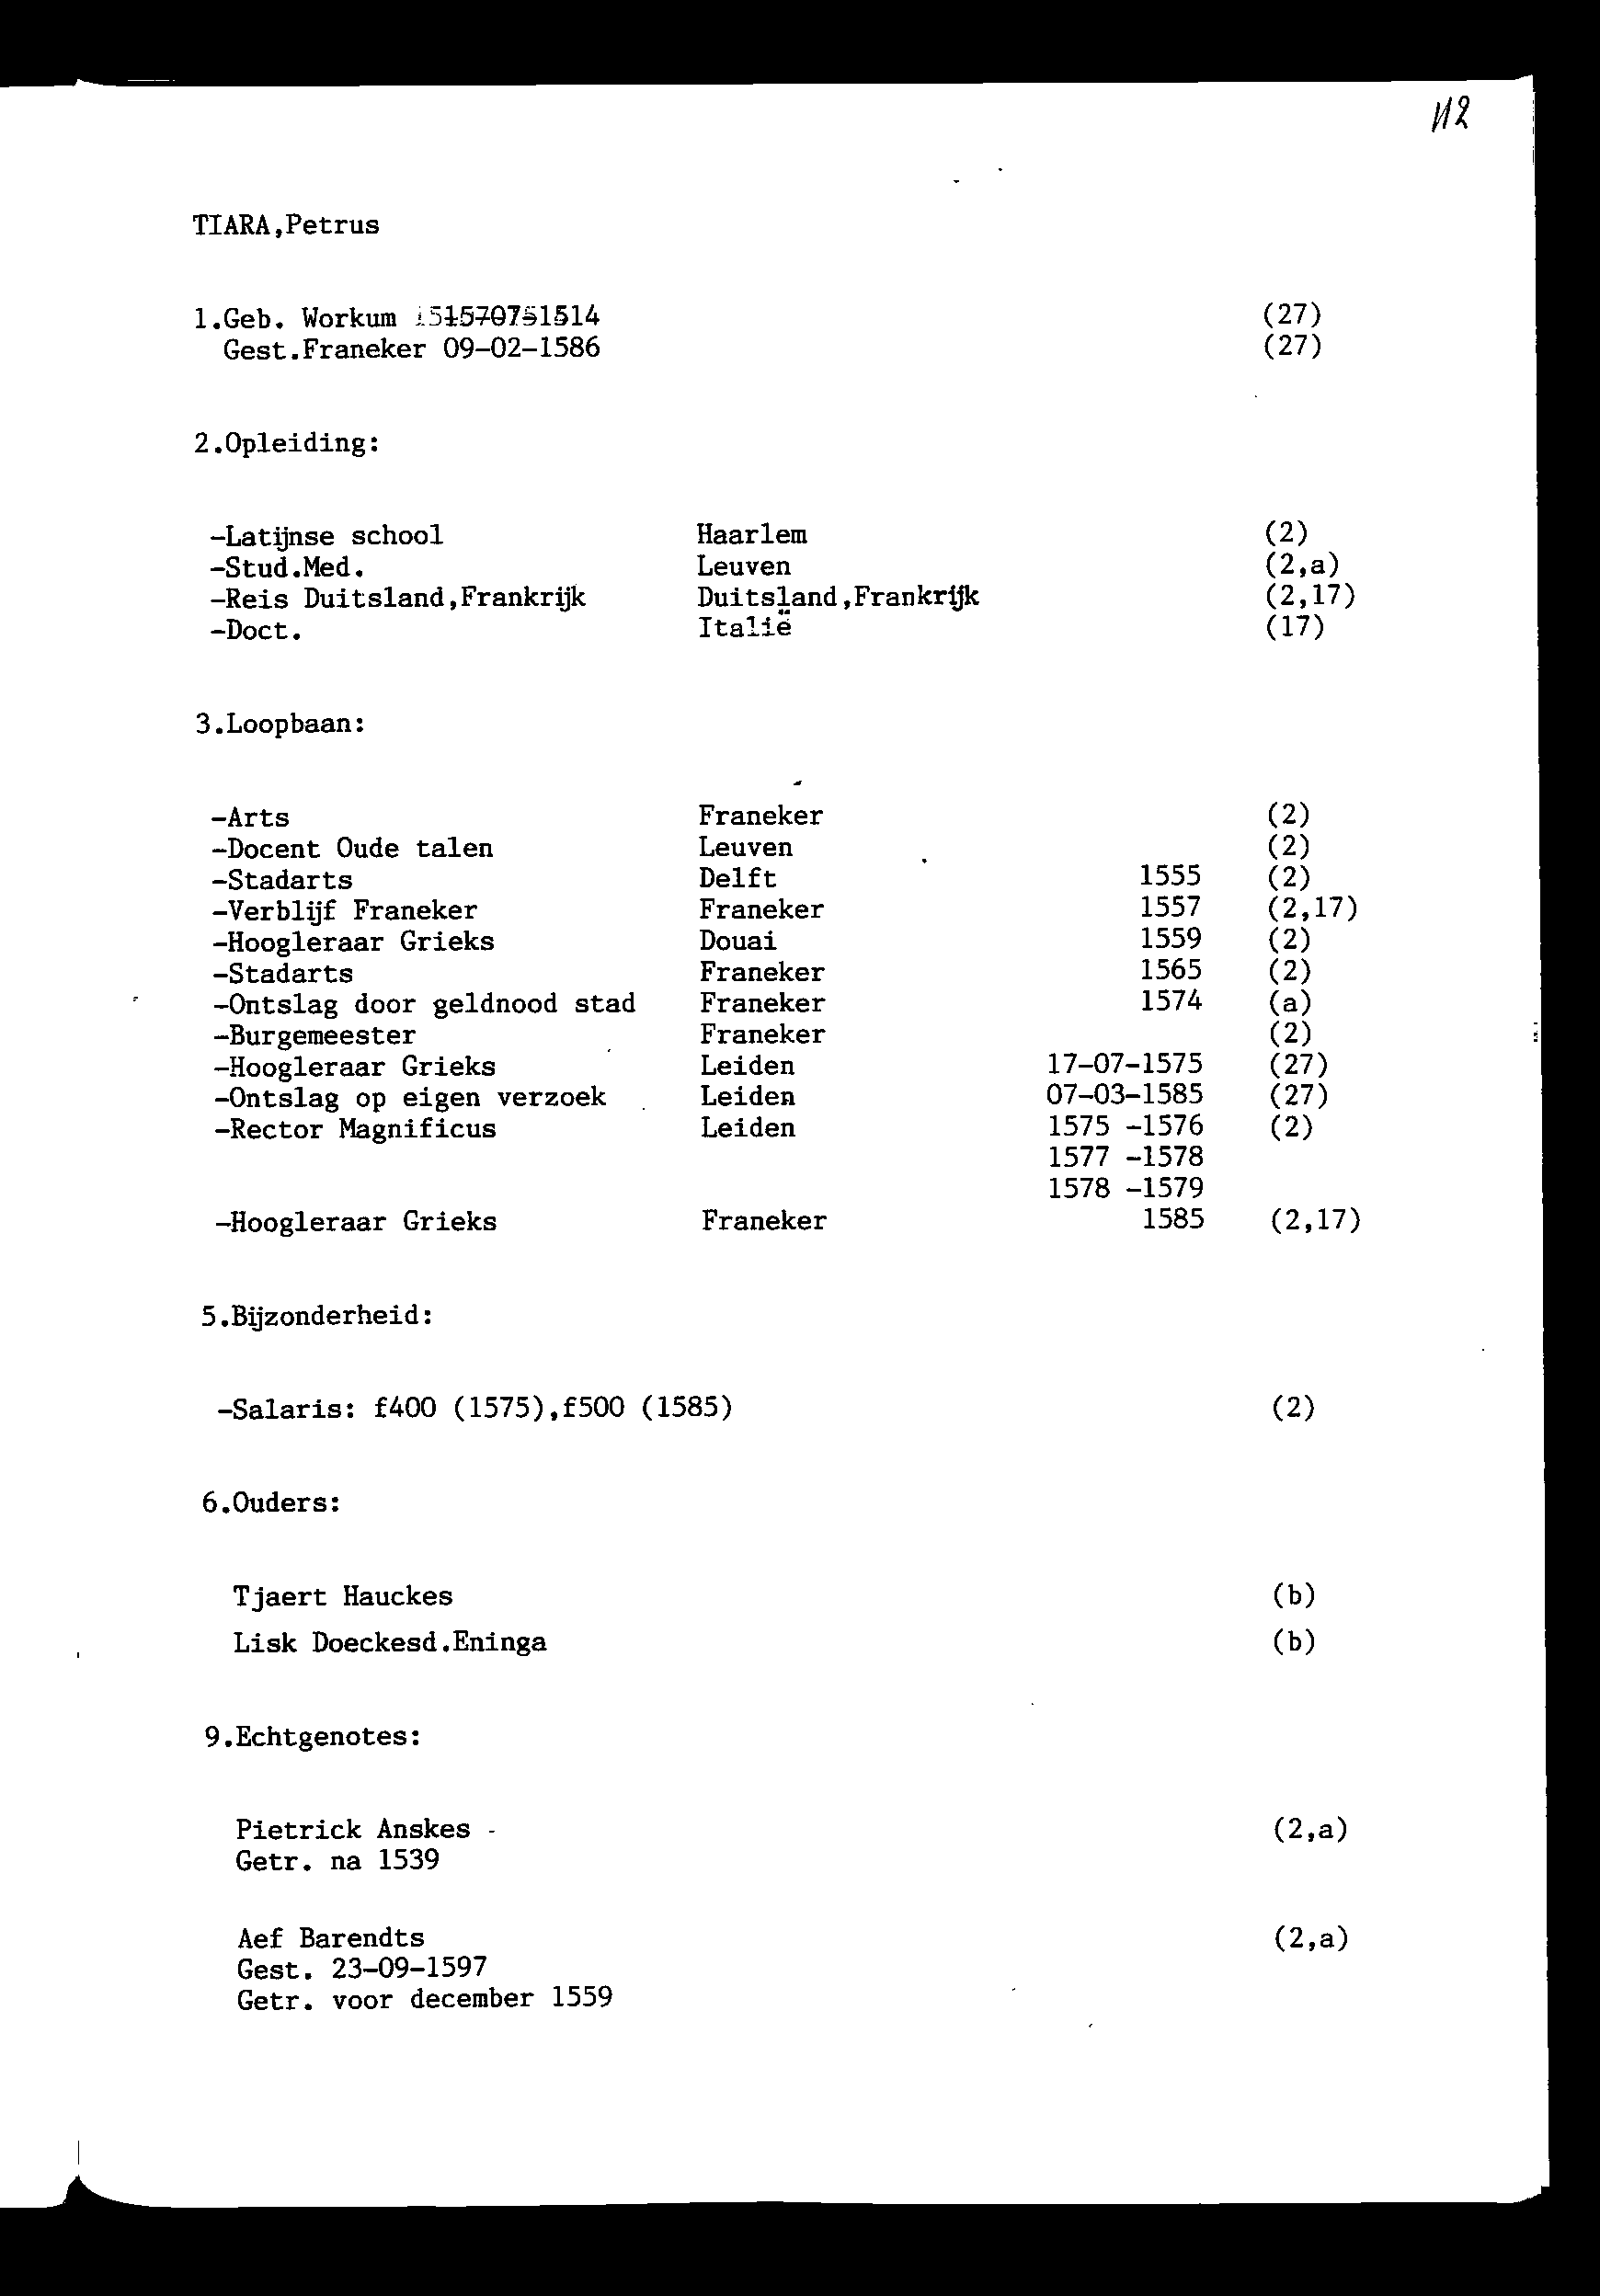 112
TIARA,Petrus
1.Geb. Workum 1514 (27)
Gest.Franeker 09-02-1586 (27)
2.Opleiding:
-Latijnse school Haarlem (2)
-Stud.Med. Leuven (2,a)
-Reis Duitsland,Frankrijk Duitsland,Frankrijk (2,17)
-Doct. Italië (17)
3.Loopbaan:
-Arts Franeker (2)
-Docent Oude talen Leuven (2)
-Stadarts Delft 1555 (2)
-Verblijf Franeker Franeker 1557 (2,17)
-Hoogleraar Grieks Douai 1559 (2)
-Stadarts Franeker 1565 (2)
-Ontslag door geldnood stad Franeker 1574 (a)
-Burgemeester Franeker (2)
-Hoogleraar Grieks Leiden 17-07-1575 (27)
-Ontslag op eigen verzoek Leiden 07-03-1585 (27)
-Rector Magnificus Leiden 1575 -1576 (2)
1577 -1578
1578 -1579
-Hoogleraar Grieks Franeker 1585 (2,17)
5.Bijzonderheid:
-Salaris: f400 (1575),f500 (1585) (2)
6.Ouders:
Tjaert Hauckes (b)
Lisk Doeckesd.Eninga (b)
9.Echtgenotes:
Pietrick Anskes - (2,a)
Getr. na 1539
Aef Barendts (2,a)
Gest. 23-09-1597
Getr. voor december 1559